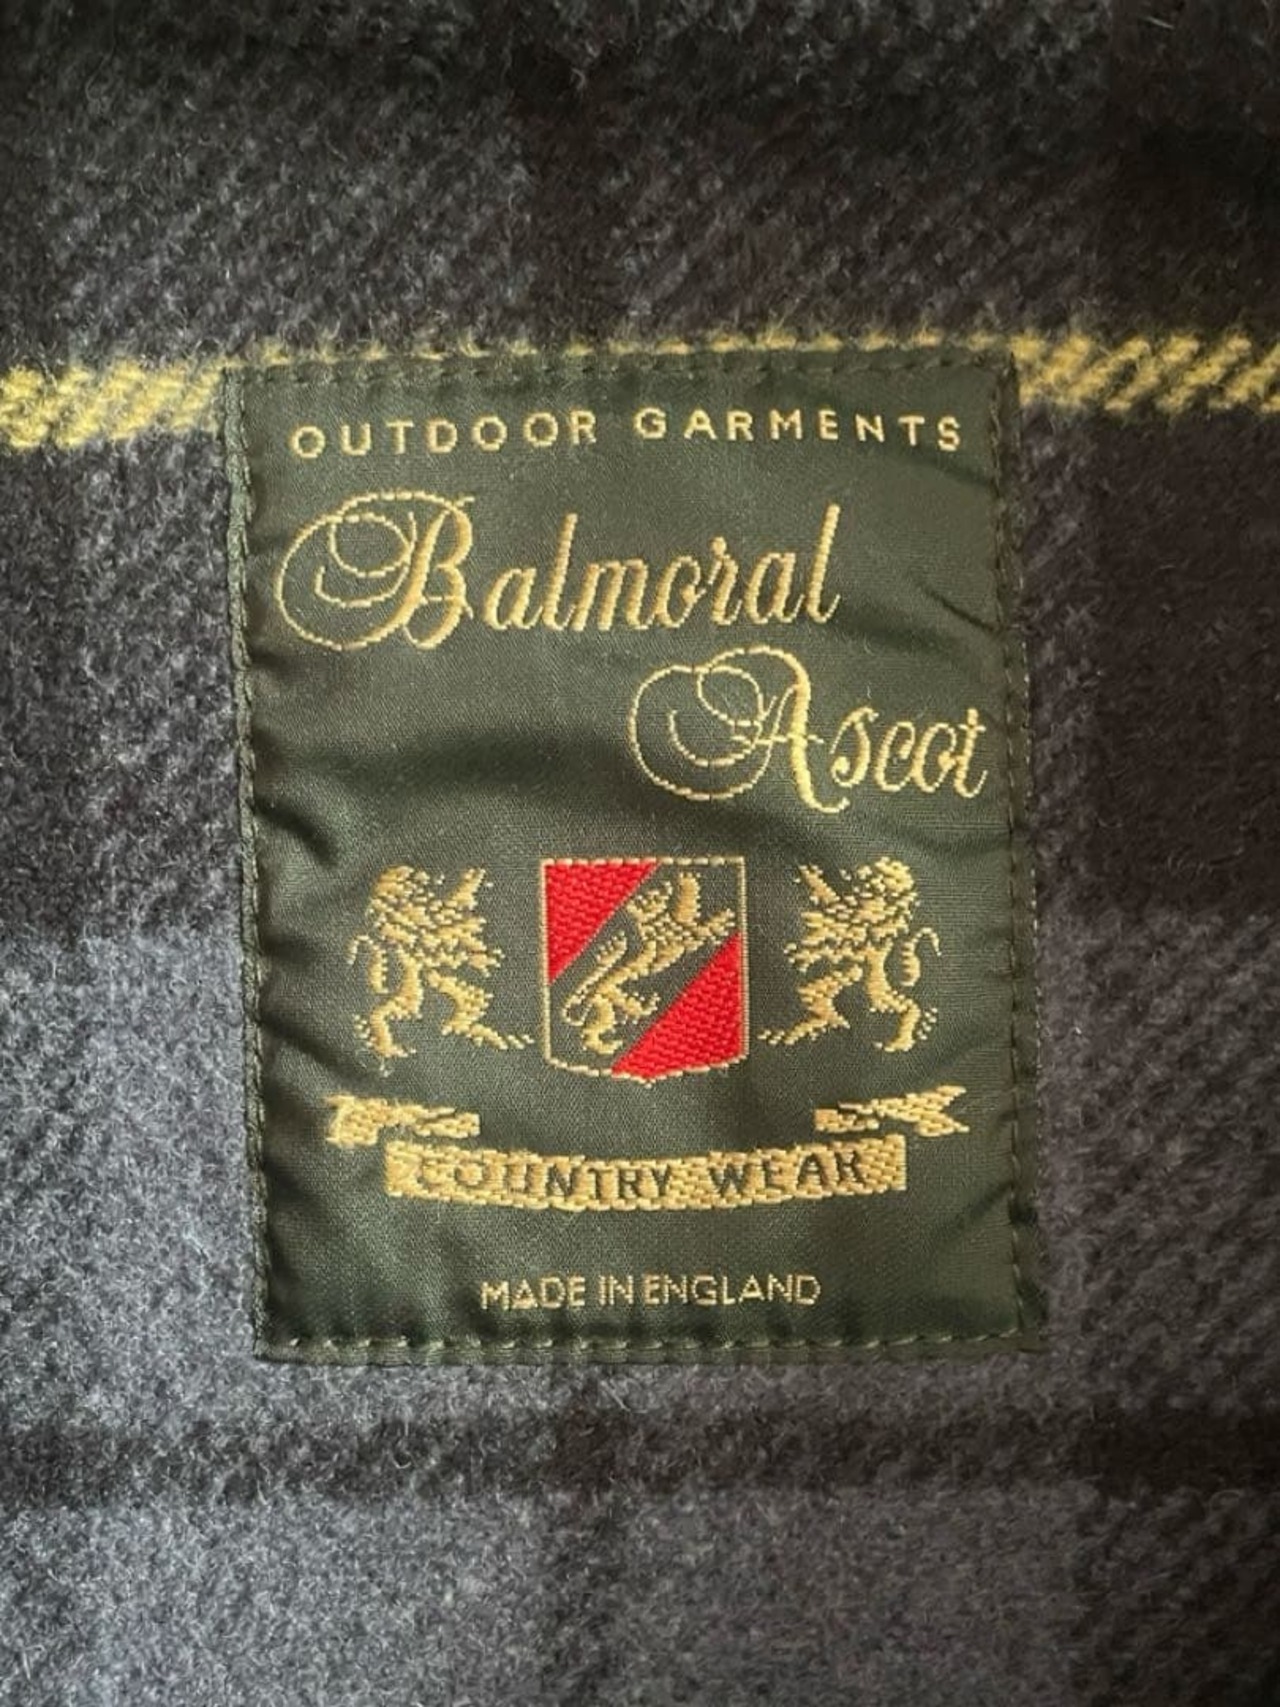 OUTDOOR GARMENTS
Balmoral
Ascot
COUNTRY WEAR
MADE IN ENGLAND